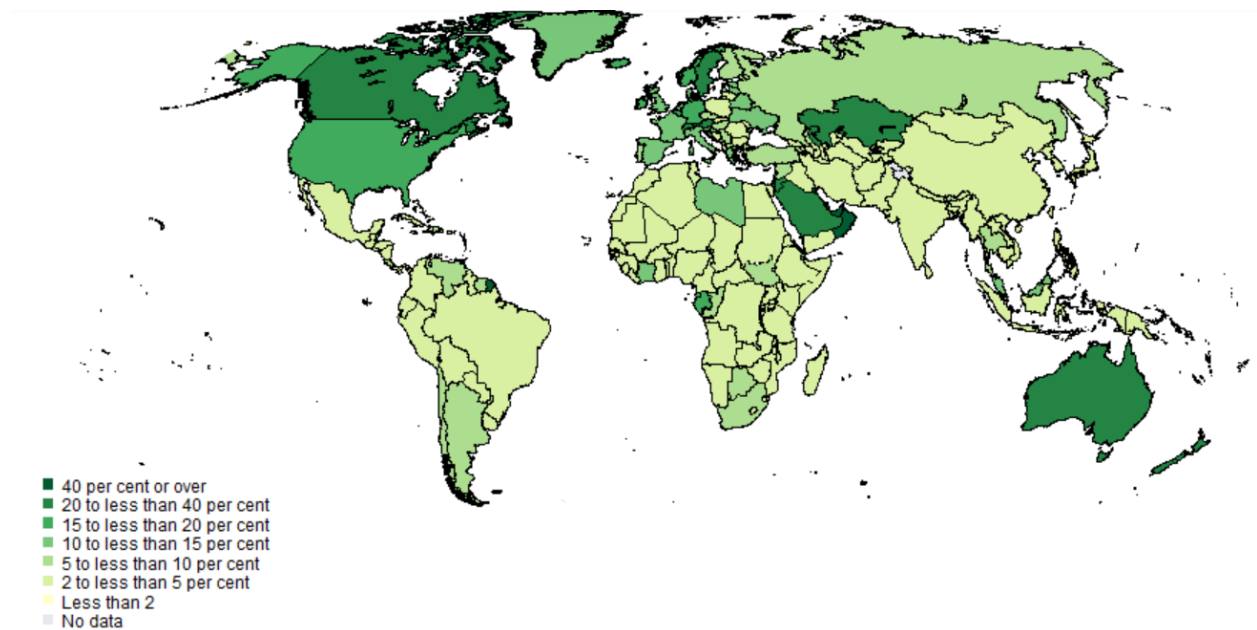 40 per cent or over
20 to less than 40 per cent
15 to less than 20 per cent
10 to less than 15 per cent
5 to less than 10 per cent
2 to less than 5 per cent
Less than 2
No data